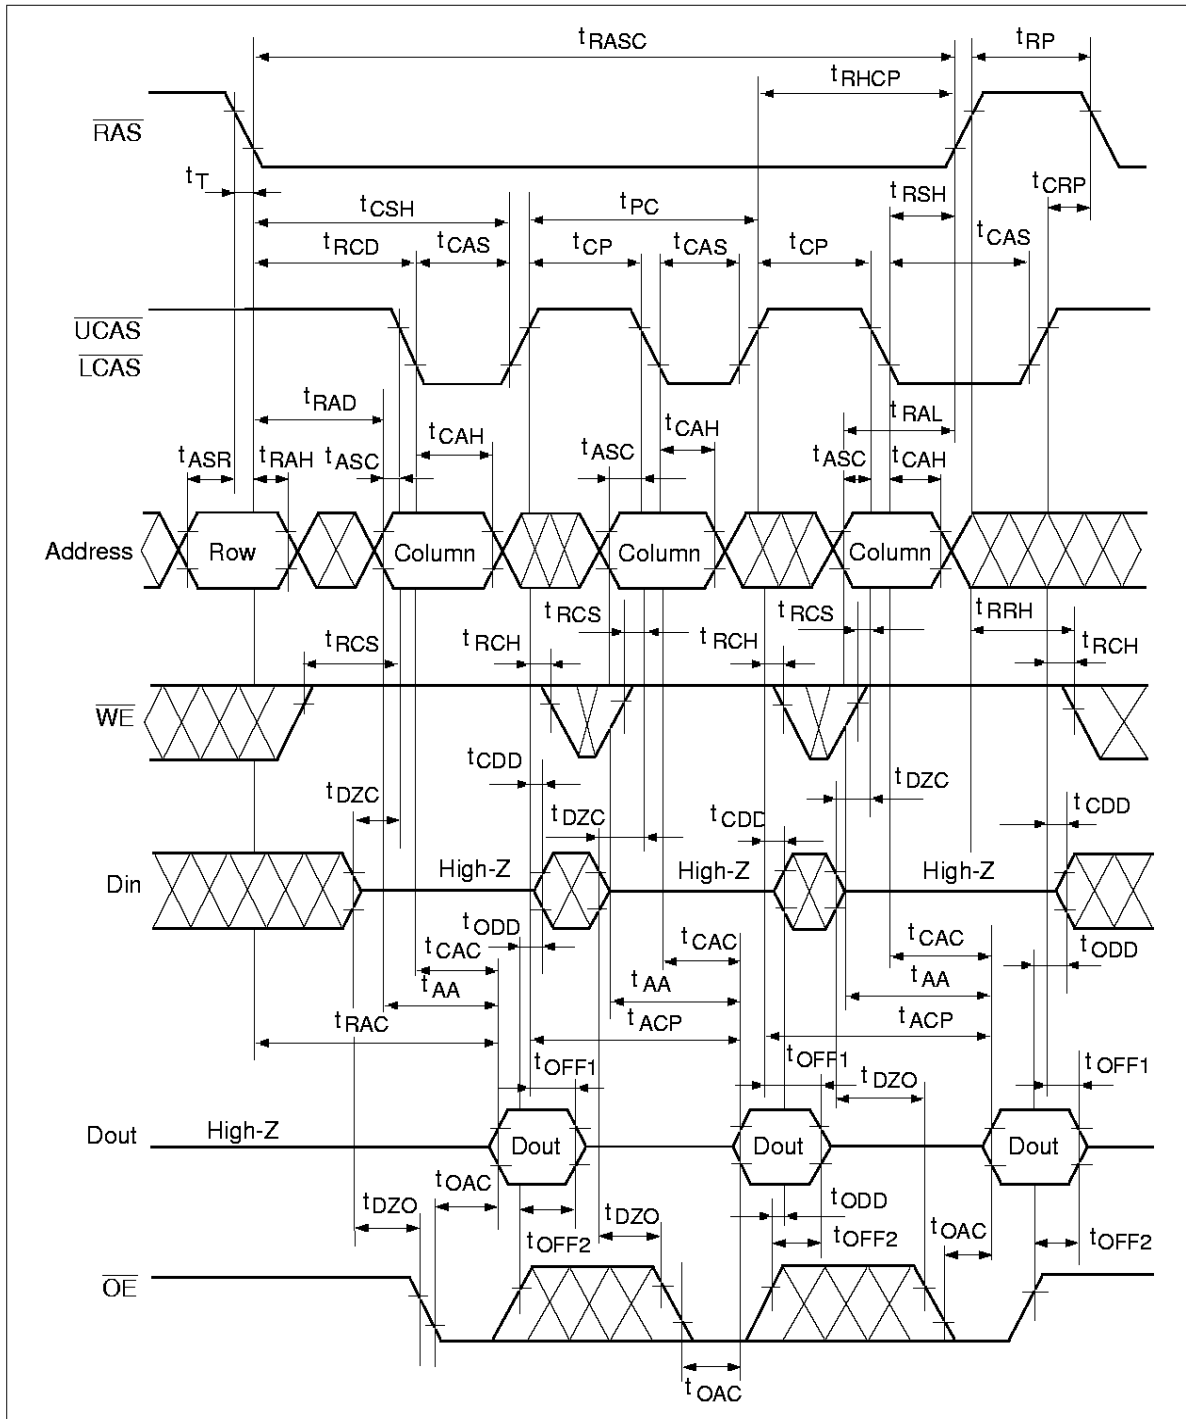 tRASC tRP
tRHCP
RAS
tT tCSH tPC tRSH tCRP
tRCD tCAS tCP tCAS tCP tCAS
UCAS
LCAS
tRAD tRAL
tASR tRAH tASC tCAH tASC tCAH tASC tCAH
Address Row Column Column Column
tRCS tRCH tRCS tRCH tRCS tRRH tRCH
WE
tDZC tCDD tDZC tCDD tDZC tCDD
Din High-Z High-Z High-Z
tODD tCAC tCAC tCAC tODD
tAA tAA tAA
tRAC tACP tACP
tOFF1 tOFF1 tDZO tOFF1
Dout High-Z Dout Dout Dout
tDZO tOAC tOFF2 tDZO tODD tOFF2 tOAC tOFF2
OE
tOAC